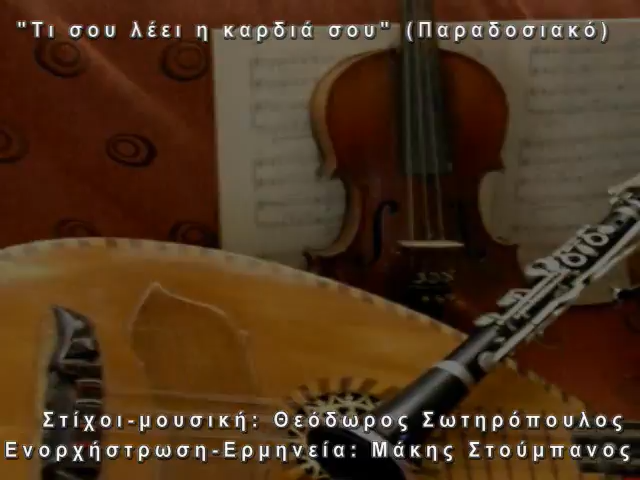 "Τι σου λέει η καρδιά σου" (Παραδοσιακό)
Στίχοι-μουσική: Θεόδωρος Σωτηρόπουλος
Ενορχήστρωση-Ερμηνεία: Μάκης Στούμπανος